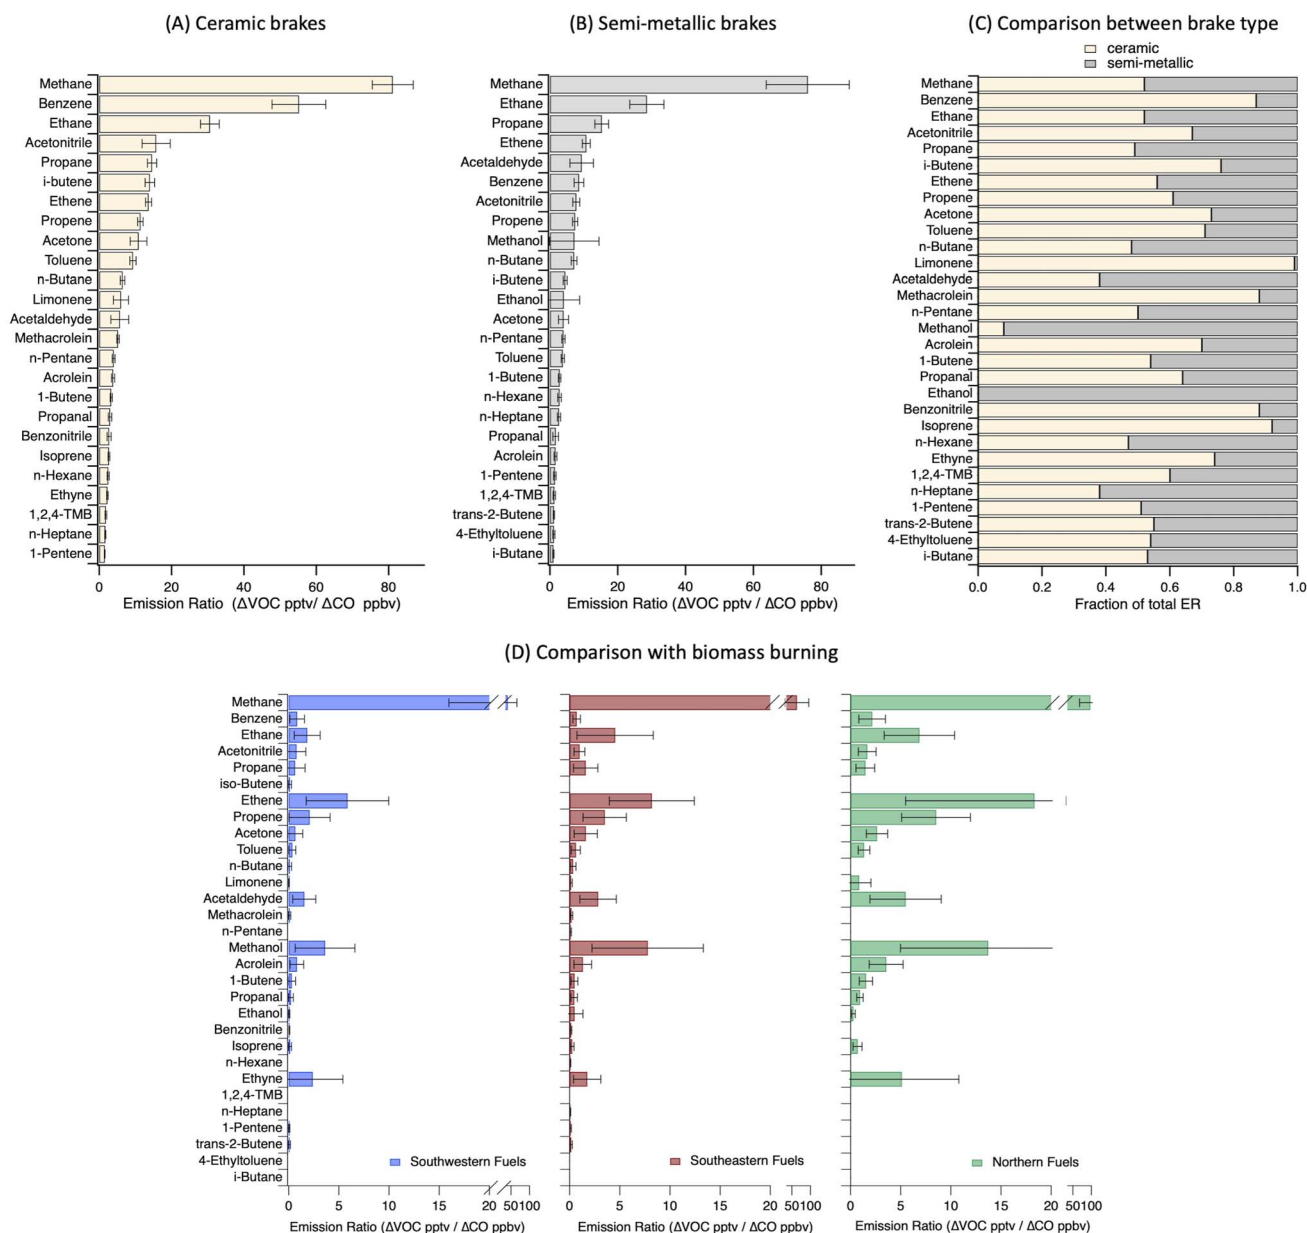 (A) Ceramic brakes
Methane
Benzene
Ethane
Acetonitrile
Propane
i-butene
Ethene
Propene
Acetone
Toluene
n-Butane
Limonene
Acetaldehyde
Methacrolein
n-Pentane
Acrolein
1-Butene
Propanal
Benzonitrile
Isoprene
n-Hexane
Ethyne
1,2,4-TMB
n-Heptane
1-Pentene
0 20 40 60 80
Emission Ratio (ΔVOC pptv/ ΔCO ppbv)
(B) Semi-metallic brakes
Methane
Ethane
Propane
Ethene
Acetaldehyde
Benzene
Acetonitrile
Propene
Methanol
n-Butane
i-Butene
Ethanol
Acetone
n-Pentane
Toluene
1-Butene
n-Hexane
n-Heptane
Propanal
Acrolein
1-Pentene
1,2,4-TMB
trans-2-Butene
4-Ethyltoluene
i-Butane
0 20 40 60 80
Emission Ratio (ΔVOC pptv/ ΔCO ppbv)
(C) Comparison between brake type
ceramic
semi-metallic
Methane
Benzene
Ethane
Acetonitrile
Propane
i-Butene
Ethene
Propene
Acetone
Toluene
n-Butane
Limonene
Acetaldehyde
Methacrolein
n-Pentane
Methanol
Acrolein
1-Butene
Propanal
Ethanol
Benzonitrile
Isoprene
n-Hexane
Ethyne
1,2,4-TMB
n-Heptane
1-Pentene
trans-2-Butene
4-Ethyltoluene
i-Butane
0.0 0.2 0.4 0.6 0.8 1.0
Fraction of total ER
(D) Comparison with biomass burning
Methane
Benzene
Ethane
Acetonitrile
Propane
iso-Butene
Ethene
Propene
Acetone
Toluene
n-Butane
Limonene
Acetaldehyde
Methacrolein
n-Pentane
Methanol
Acrolein
1-Butene
Propanal
Ethanol
Benzonitrile
Isoprene
n-Hexane
Ethyne
1,2,4-TMB
n-Heptane
1-Pentene
trans-2-Butene
4-Ethyltoluene
i-Butane
Southwestern Fuels
0 5 10 15 20 50 100
Emission Ratio (ΔVOC pptv / ΔCO ppbv)
Southeastern Fuels
0 5 10 15 20 50 100
Emission Ratio (ΔVOC pptv / ΔCO ppbv)
Northern Fuels
0 5 10 15 20 50 100
Emission Ratio (ΔVOC pptv / ΔCO ppbv)